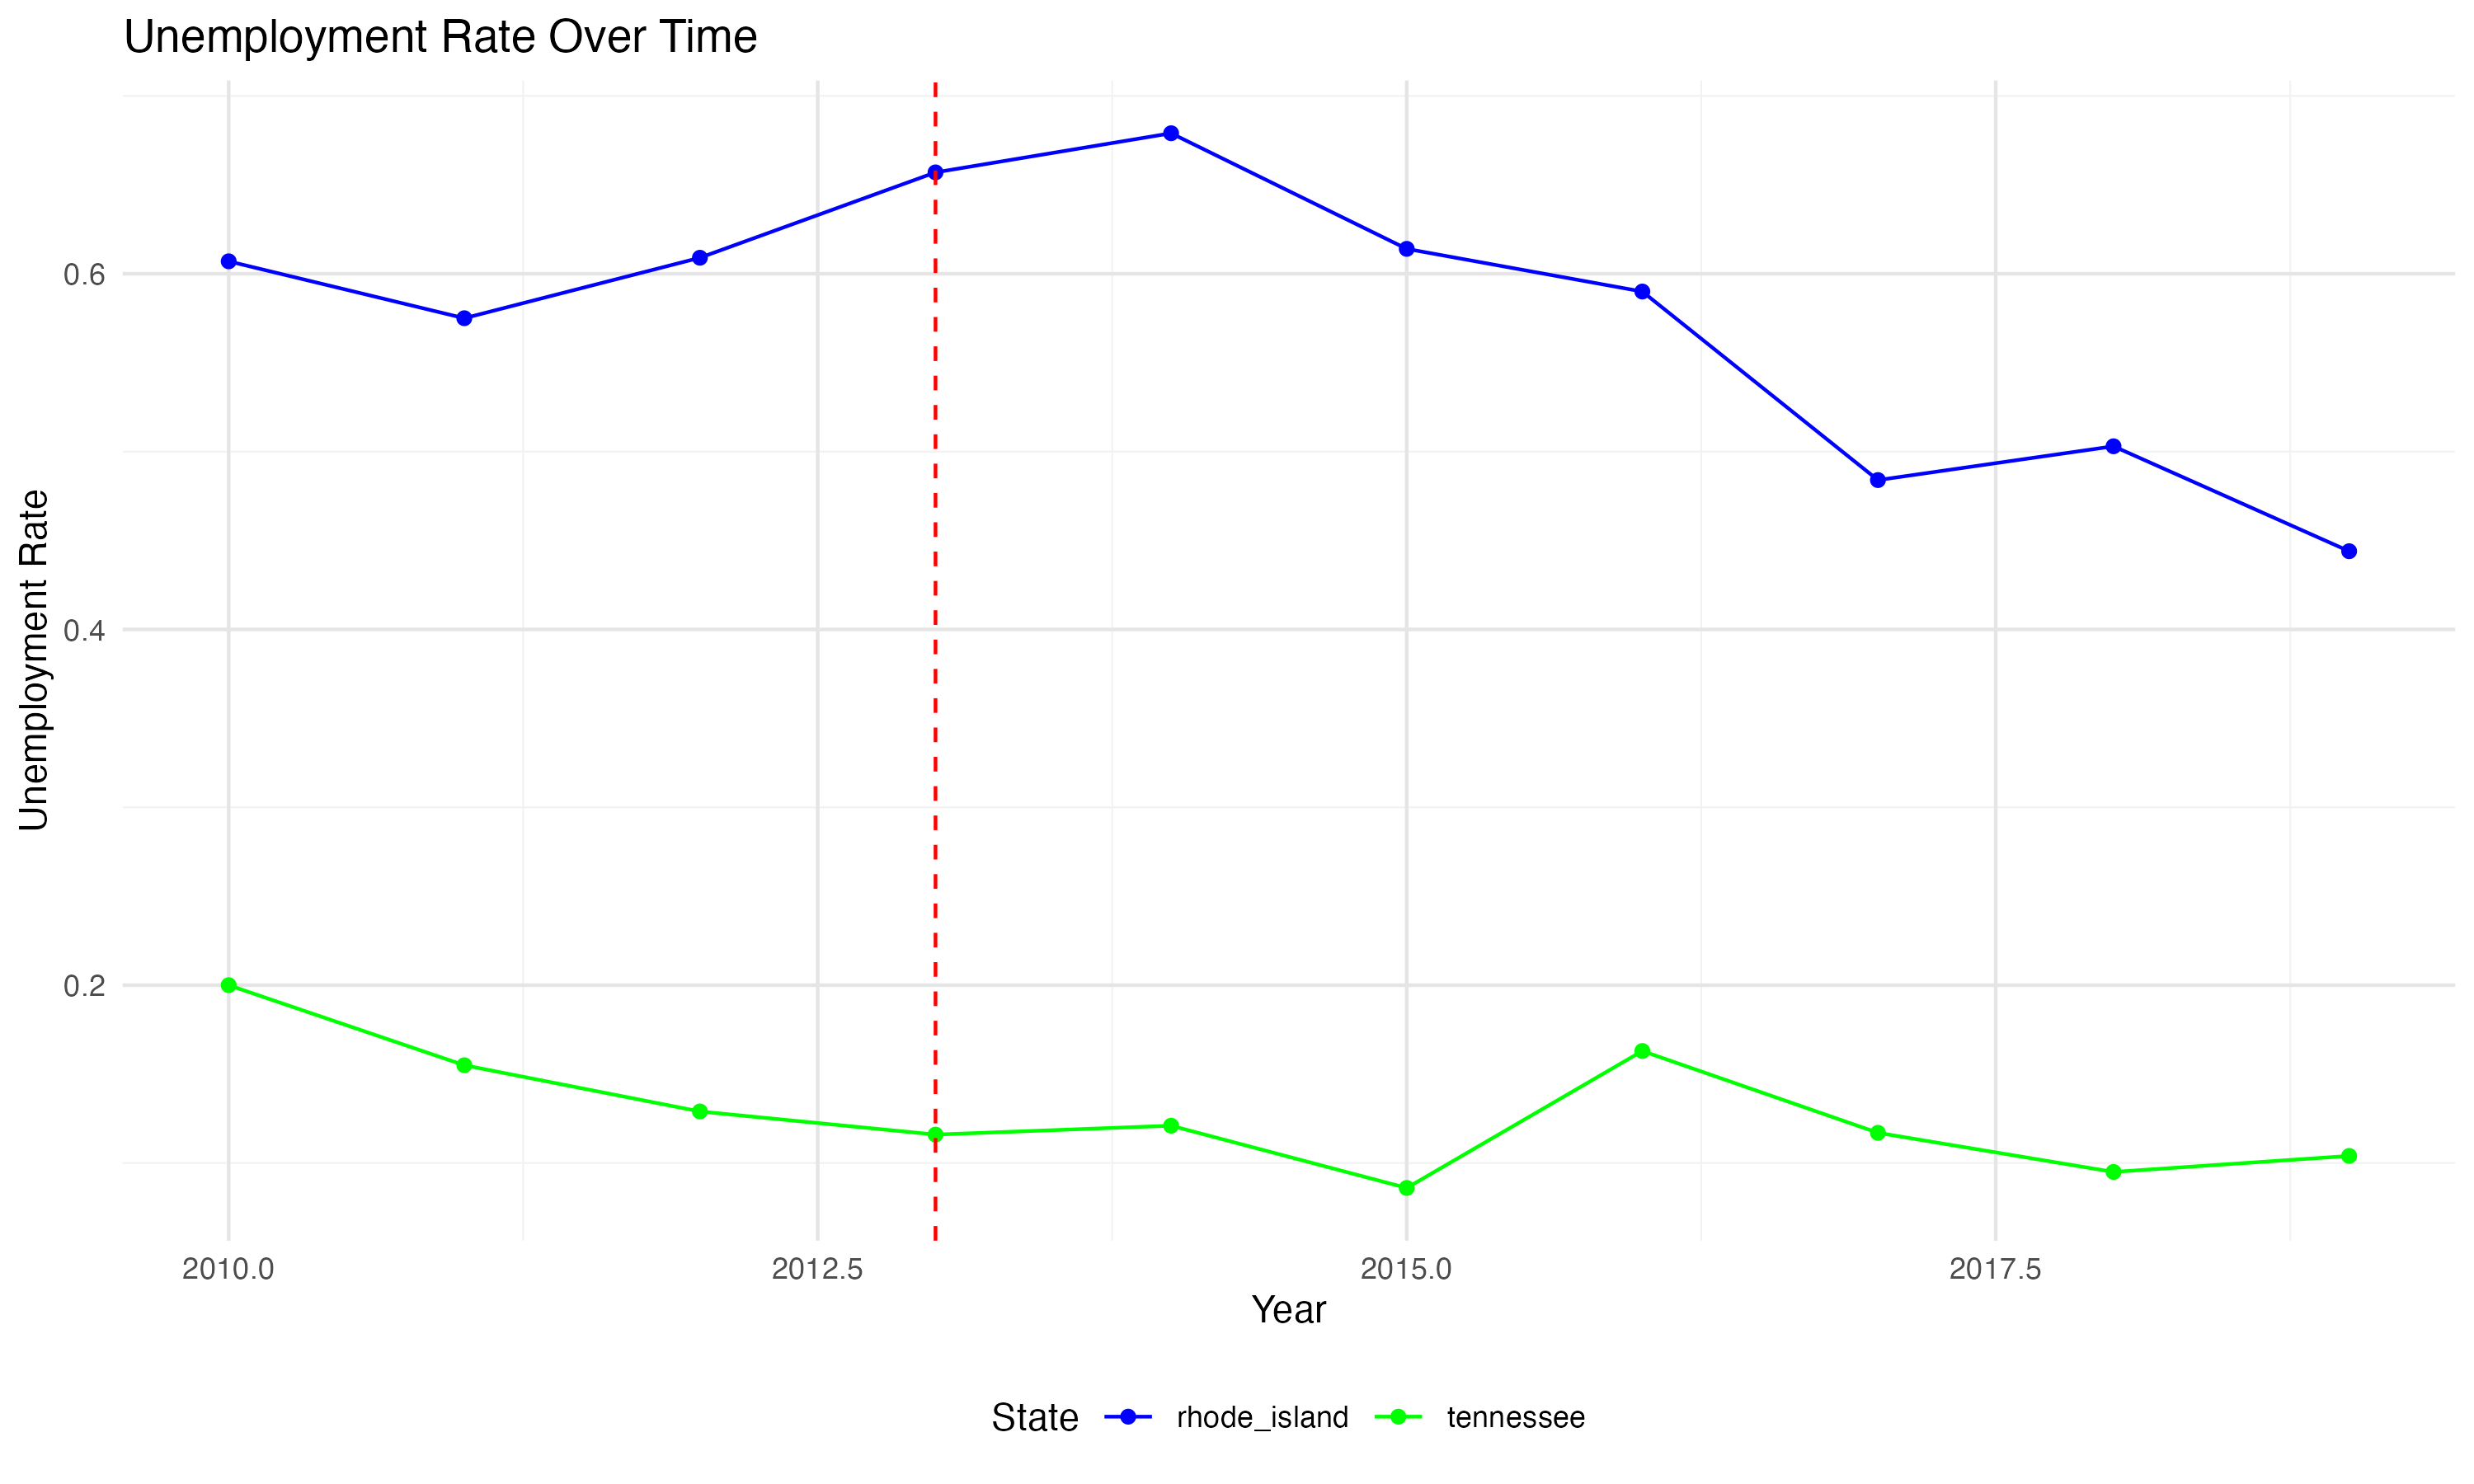 Unemployment Rate Over Time
Unemployment Rate
0.6
0.4
0.2
2010.0 2012.5 2015.0 2017.5
Year
State rhode_island tennessee